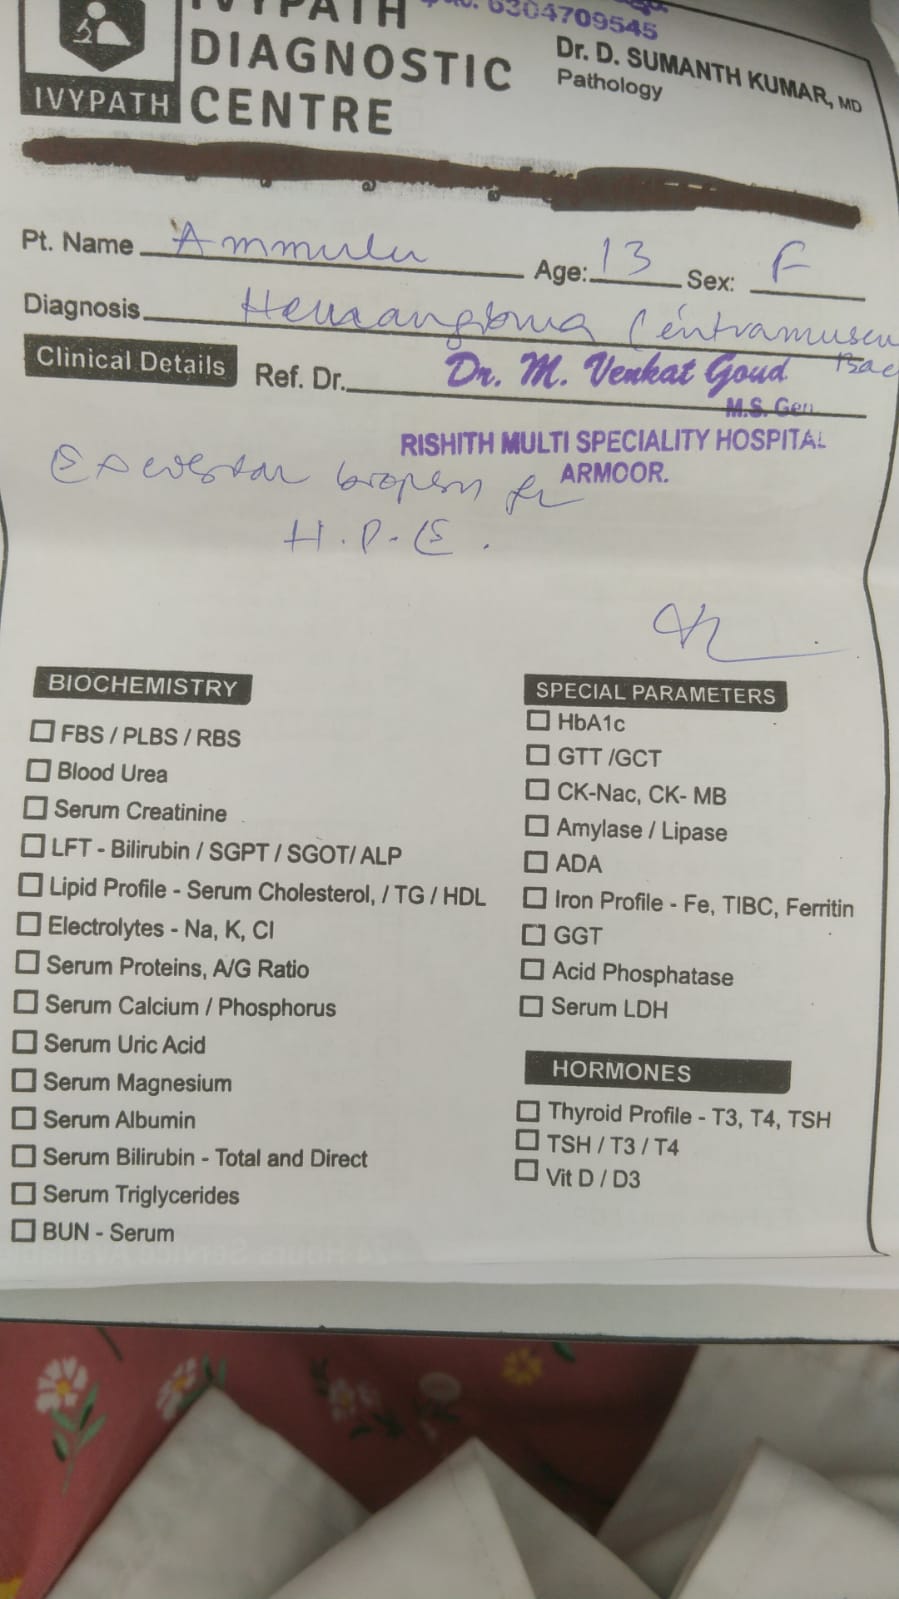 IVYPATH
DIAGNOSTIC
CENTRE
IVYPATH
6304709545
Dr. D. SUMANTH KUMAR, MD
Pathology
Pt. Name Ammulu Age: 13 Sex: F
Diagnosis Hemangioma (intramuscu
Bac
Clinical Details Ref. Dr. Dr. M. Venkat Goud
M.S. Gen
RISHITH MULTI SPECIALITY HOSPITAL
ARMOOR.
biopsy for
H.P.E.
BIOCHEMISTRY
FBS / PLBS / RBS
Blood Urea
Serum Creatinine
LFT - Bilirubin / SGPT / SGOT/ ALP
Lipid Profile - Serum Cholesterol, / TG / HDL
Electrolytes - Na, K, Cl
Serum Proteins, A/G Ratio
Serum Calcium / Phosphorus
Serum Uric Acid
Serum Magnesium
Serum Albumin
Serum Bilirubin - Total and Direct
Serum Triglycerides
BUN - Serum
SPECIAL PARAMETERS
HbA1c
GTT /GCT
CK-Nac, CK- MB
Amylase / Lipase
ADA
Iron Profile - Fe, TIBC, Ferritin
GGT
Acid Phosphatase
Serum LDH
HORMONES
Thyroid Profile - T3, T4, TSH
TSH / T3 / T4
Vit D / D3